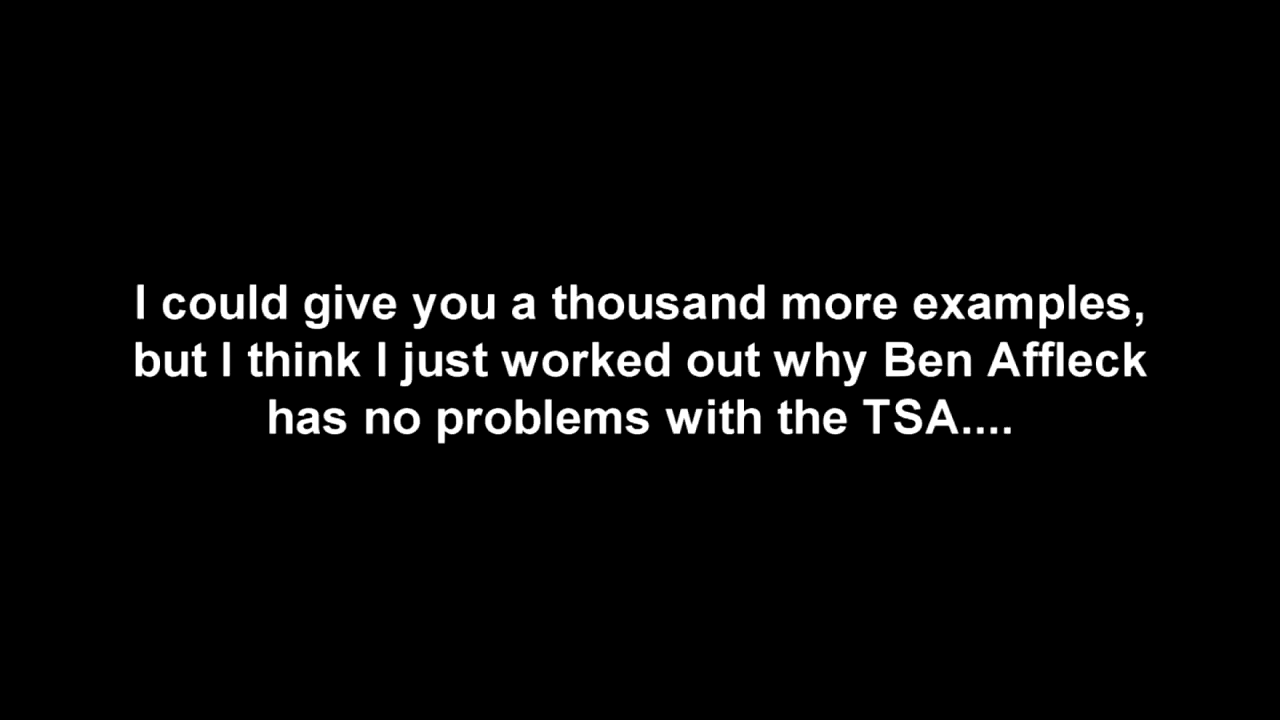 I could give you a thousand more examples,
but I think I just worked out why Ben Affleck
has no problems with the TSA....